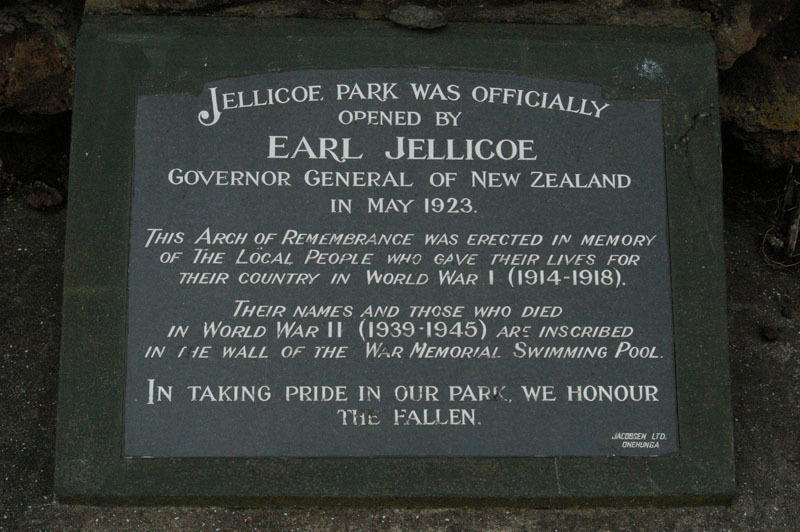 JELLICOE PARK WAS OFFICIALLY
OPENED BY
EARL JELLICOE
GOVERNOR GENERAL OF NEW ZEALAND
IN MAY 1923.
THIS ARCH OF REMEMBRANCE WAS ERECTED IN MEMORY
OF THE LOCAL PEOPLE WHO GAVE THEIR LIVES FOR
THEIR COUNTRY IN WORLD WAR I (1914-1918).
THEIR NAMES AND THOSE WHO DIED
IN WORLD WAR II (1939-1945) ARE INSCRIBED
IN THE WALL OF THE WAR MEMORIAL SWIMMING POOL.
IN TAKING PRIDE IN OUR PARK, WE HONOUR
THE FALLEN.
JACOBSEN LTD.
ONEHUNGA